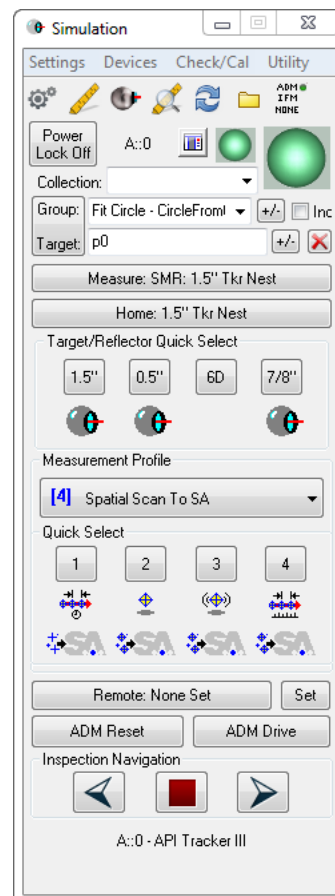 Simulation
Settings Devices Check/Cal Utility
ADM
IFM
NONE
Power
Lock Off
A::0
Collection:
Group: Fit Circle - CircleFrom +/- Inc
Target: p0 +/-
Measure: SMR: 1.5" Tkr Nest
Home: 1.5" Tkr Nest
Target/Reflector Quick Select
1.5" 0.5" 6D 7/8"
Measurement Profile
[4] Spatial Scan To SA
Quick Select
1 2 3 4
SA SA SA SA
Remote: None Set Set
ADM Reset ADM Drive
Inspection Navigation
A::0 - API Tracker III